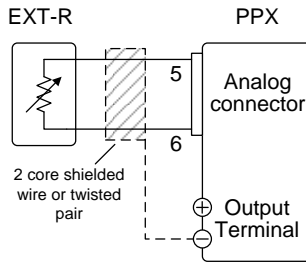 EXT-R
PPX
5
Analog
connector
6
2 core shielded
wire or twisted
pair
Output
Terminal